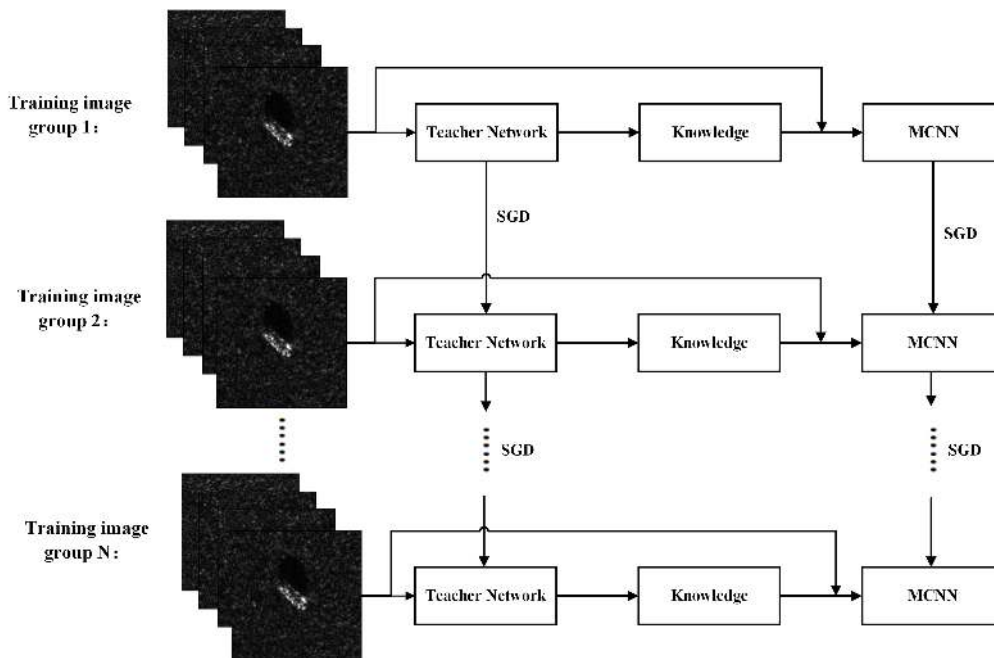 Training image
group 1:
Teacher Network
Knowledge
MCNN
SGD
SGD
Training image
group 2:
Teacher Network
Knowledge
MCNN
SGD
SGD
Training image
group N:
Teacher Network
Knowledge
MCNN